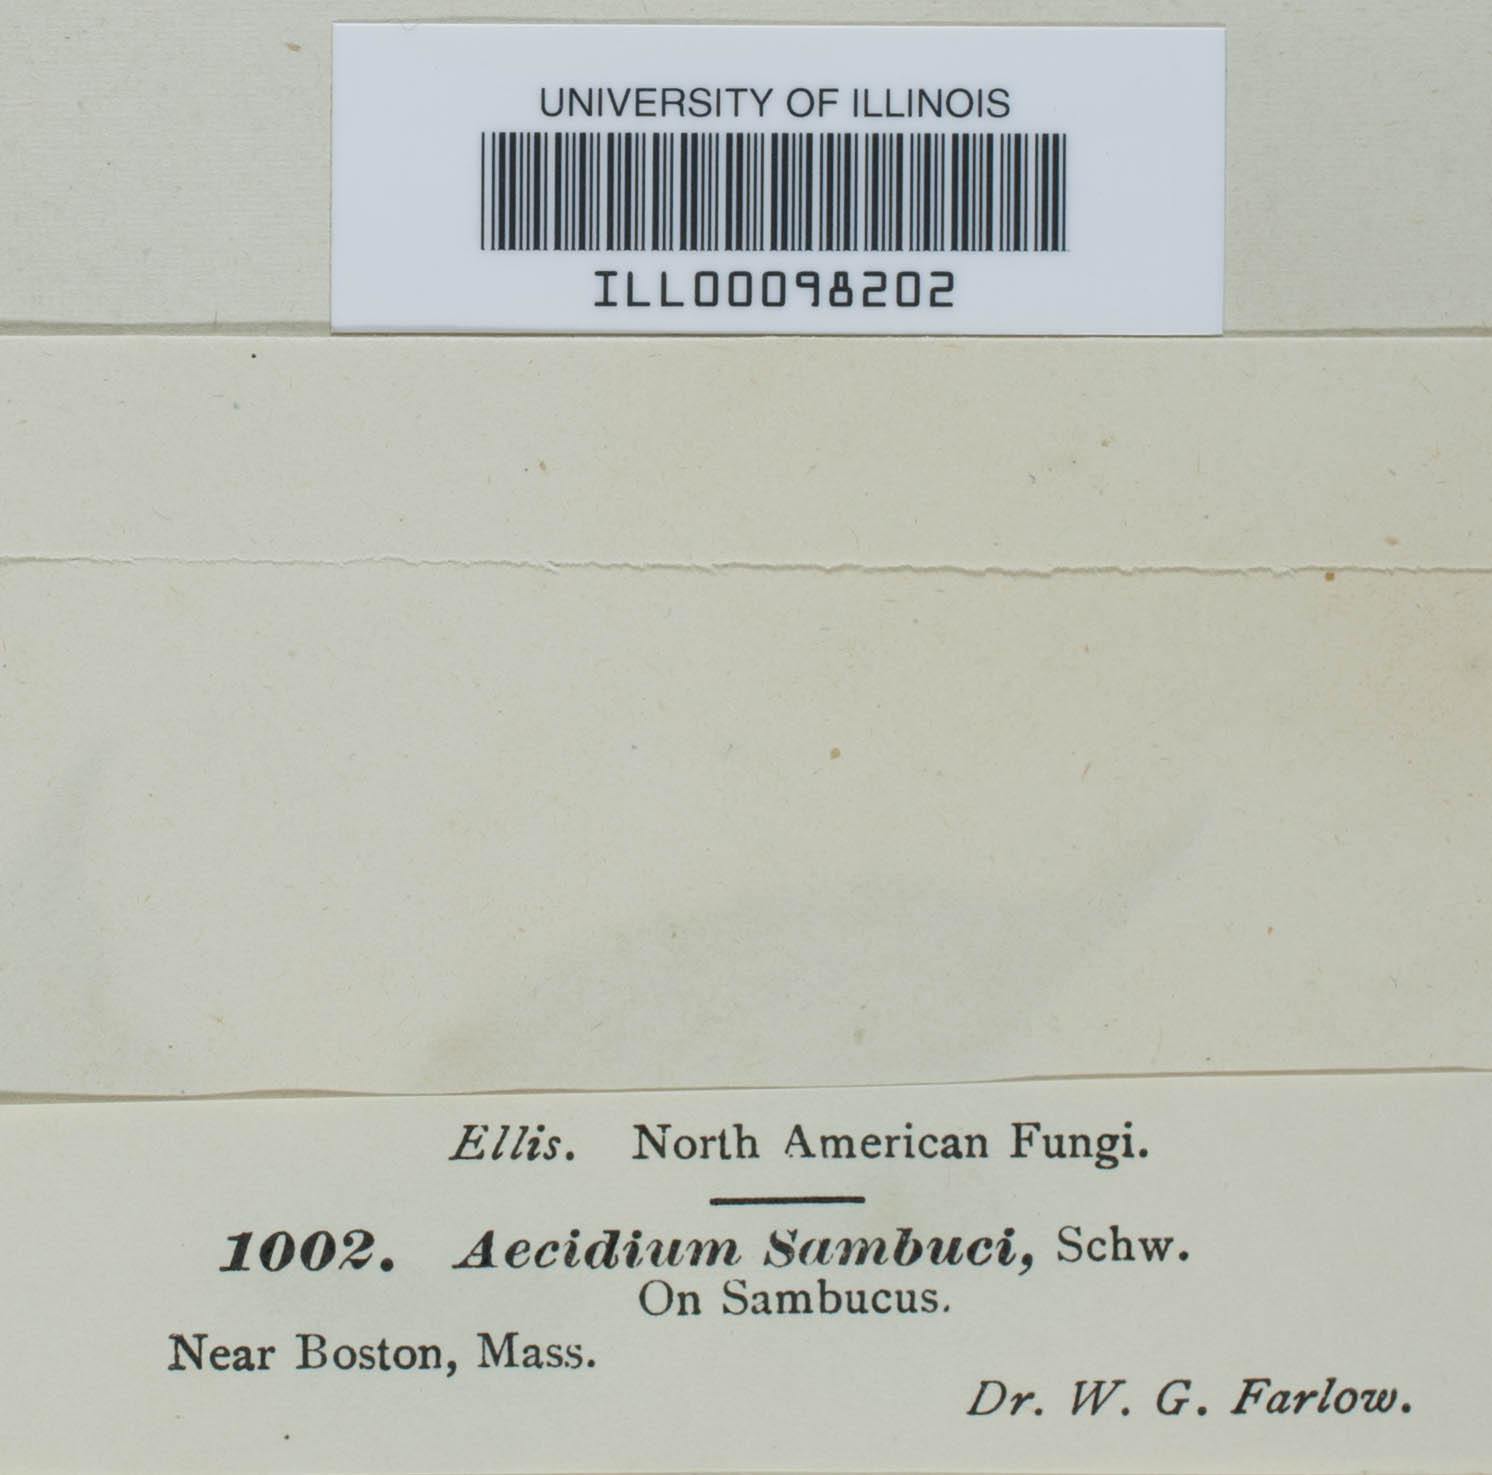 UNIVERSITY OF ILLINOIS
ILL00098202
Ellis. North American Fungi.
1002. Aecidium Sambuci, Schw.
On Sambucus.
Near Boston, Mass.
Dr. W. G. Farlow.